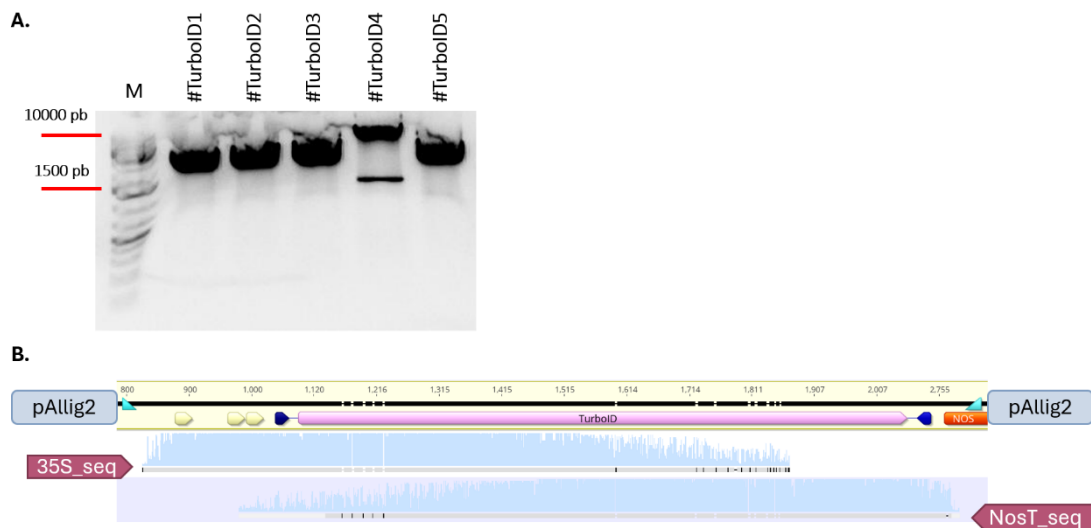 A.
M
#TurboID1
#TurboID2
#TurboID3
#TurboID4
#TurboID5
10000 pb
1500 pb
B.
800 900 1.000 1.120 1.216 1.315 1.415 1.515 1.614 1.714 1.811 1.907 2.007 2.755
pAllig2 TurboID NOS pAllig2
35S_seq
NosT_seq